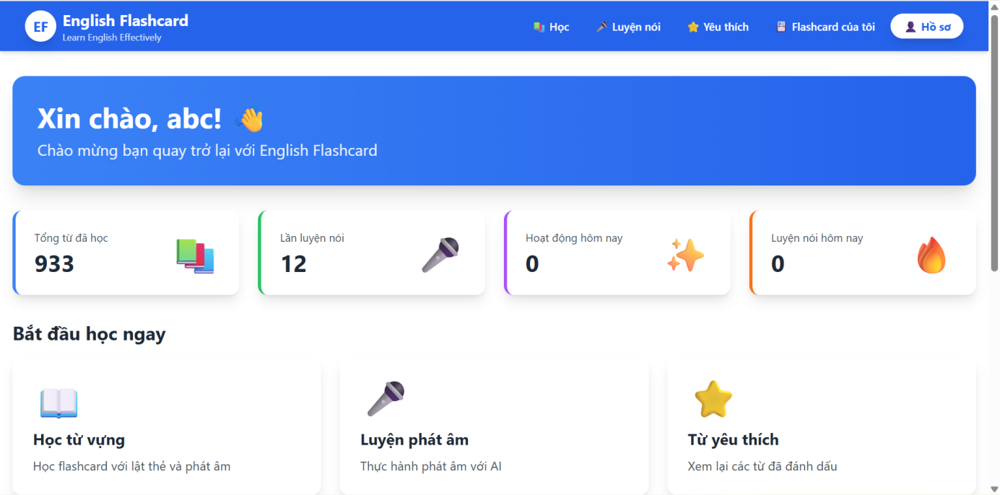 EF
English Flashcard
Learn English Effectively
Học
Luyện nói
Yêu thích
Flashcard của tôi
Hồ sơ
Xin chào, abc!
Chào mừng bạn quay trở lại với English Flashcard
Tổng từ đã học
933
Lần luyện nói
12
Hoạt động hôm nay
0
Luyện nói hôm nay
0
Bắt đầu học ngay
Học từ vựng
Học flashcard với lật thẻ và phát âm
Luyện phát âm
Thực hành phát âm với AI
Từ yêu thích
Xem lại các từ đã đánh dấu